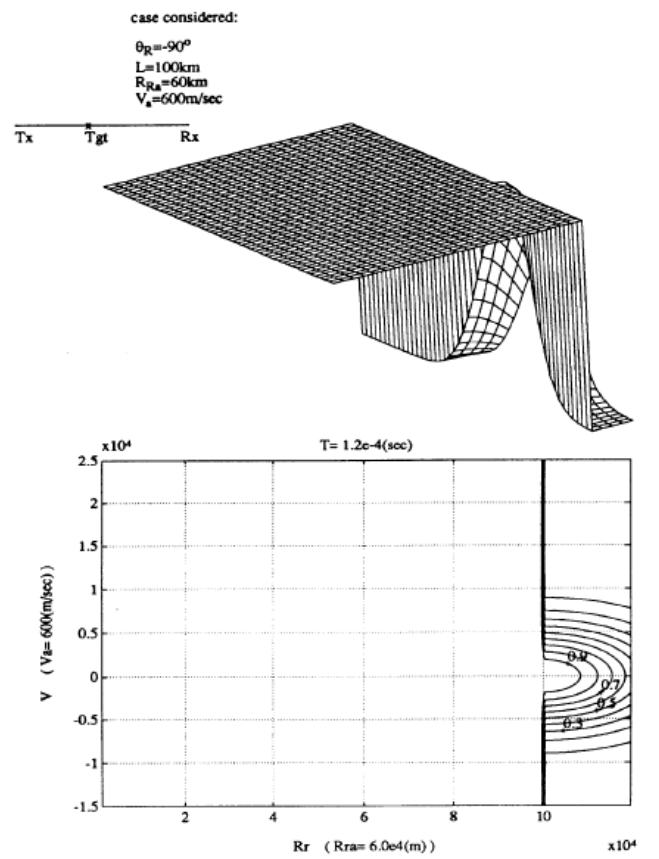 case considered:
θR=-90°
L=100km
RRa=60km
Va=600m/sec
Tx Tgt Rx
x10⁴ T= 1.2e-4(sec)
2.5
2
1.5
1
0.5
0
-0.5
-1
-1.5
V ( Va= 600(m/sec) )
0.9
0.7
0.5
0.3
2 4 6 8 10
Rr ( Rra= 6.0e4(m) ) x10⁴